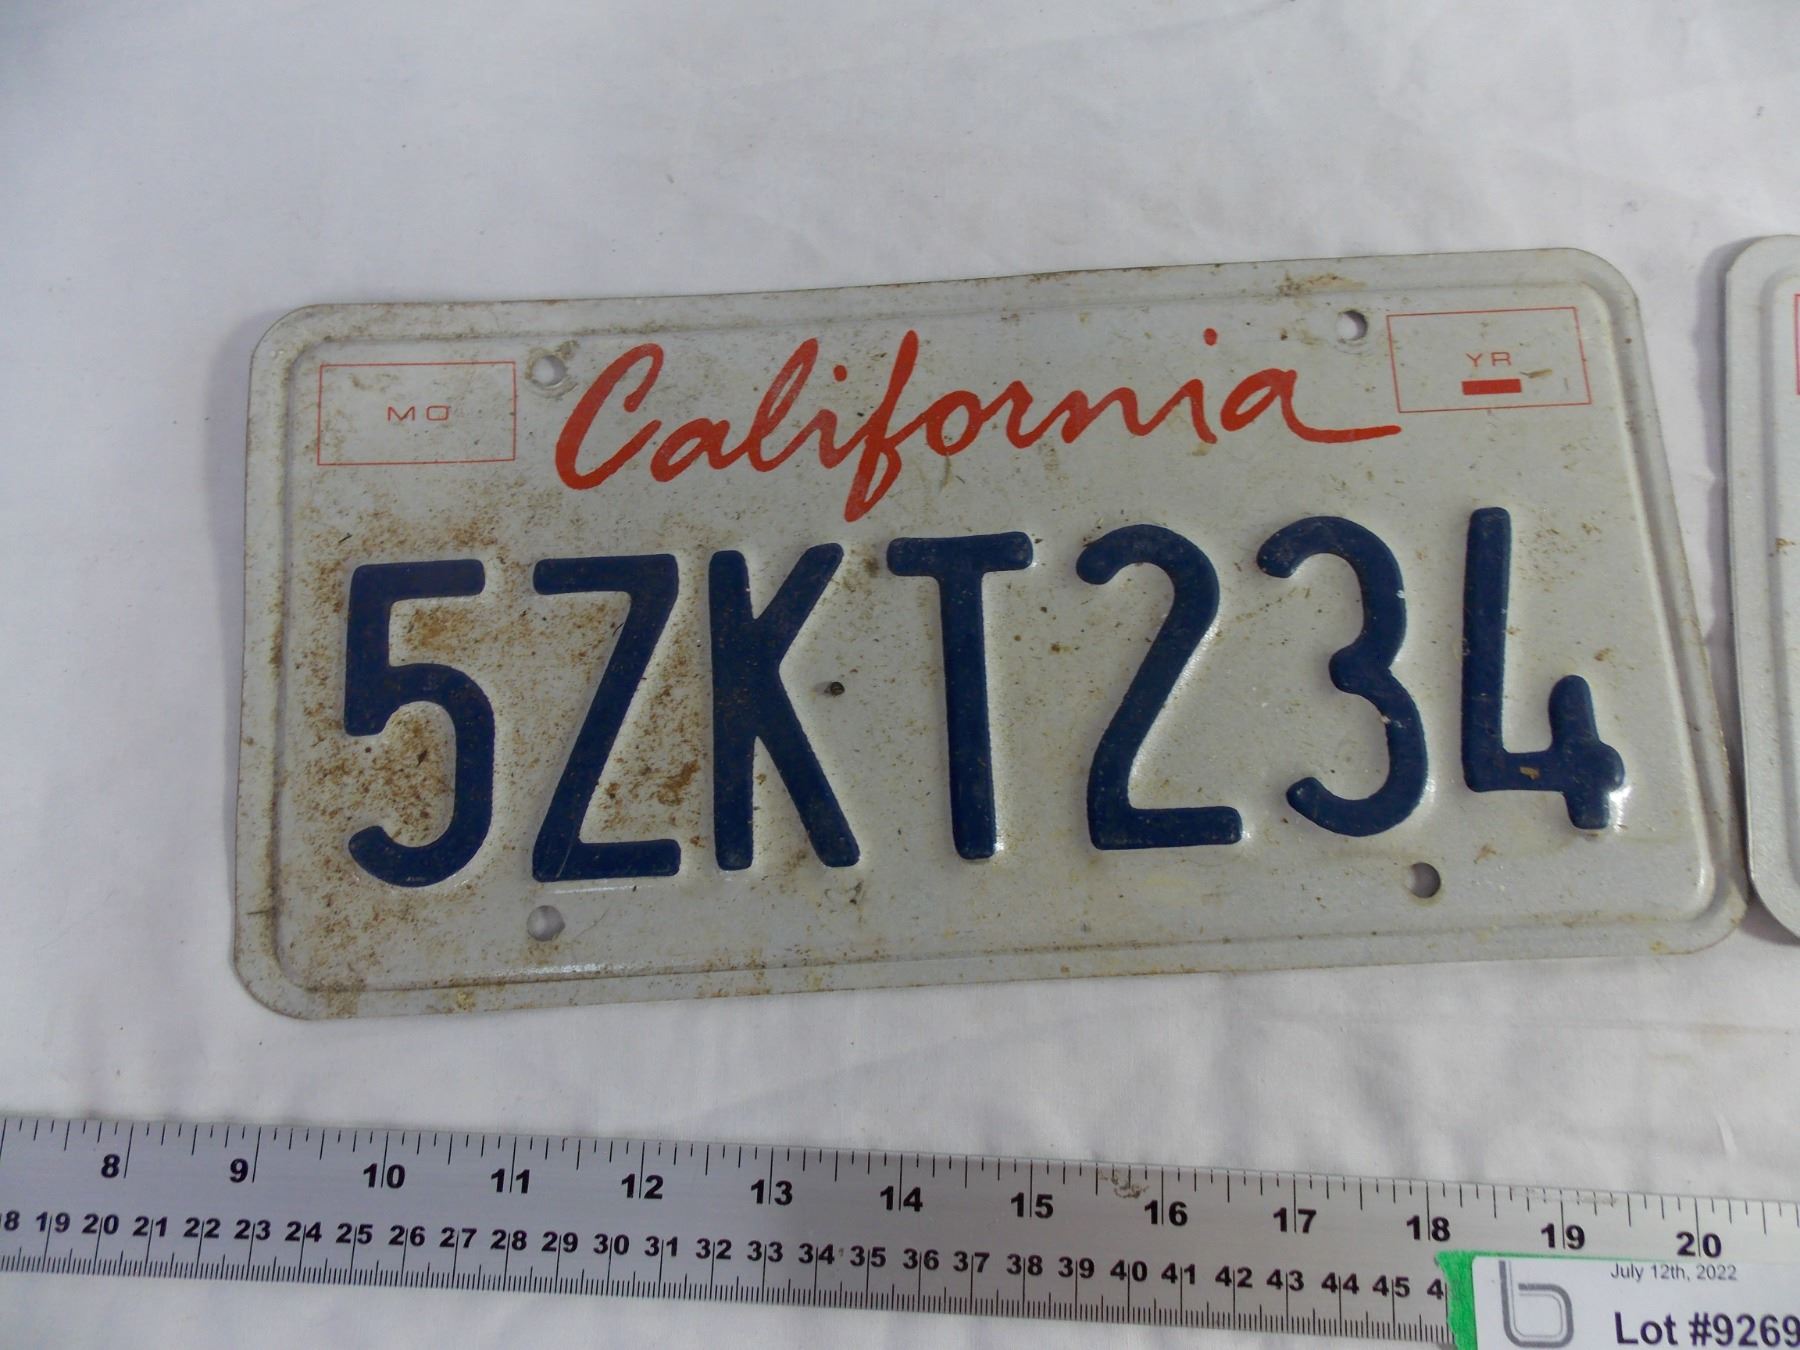 California
MO
YR
5ZKT234
8 9 10 11 12 13 14 15 16 17 18 19 20
19 20 21 22 23 24 25 26 27 28 29 30 31 32 33 34 35 36 37 38 39 40 41 42 43 44 45
July 12th, 2022
Lot #9269